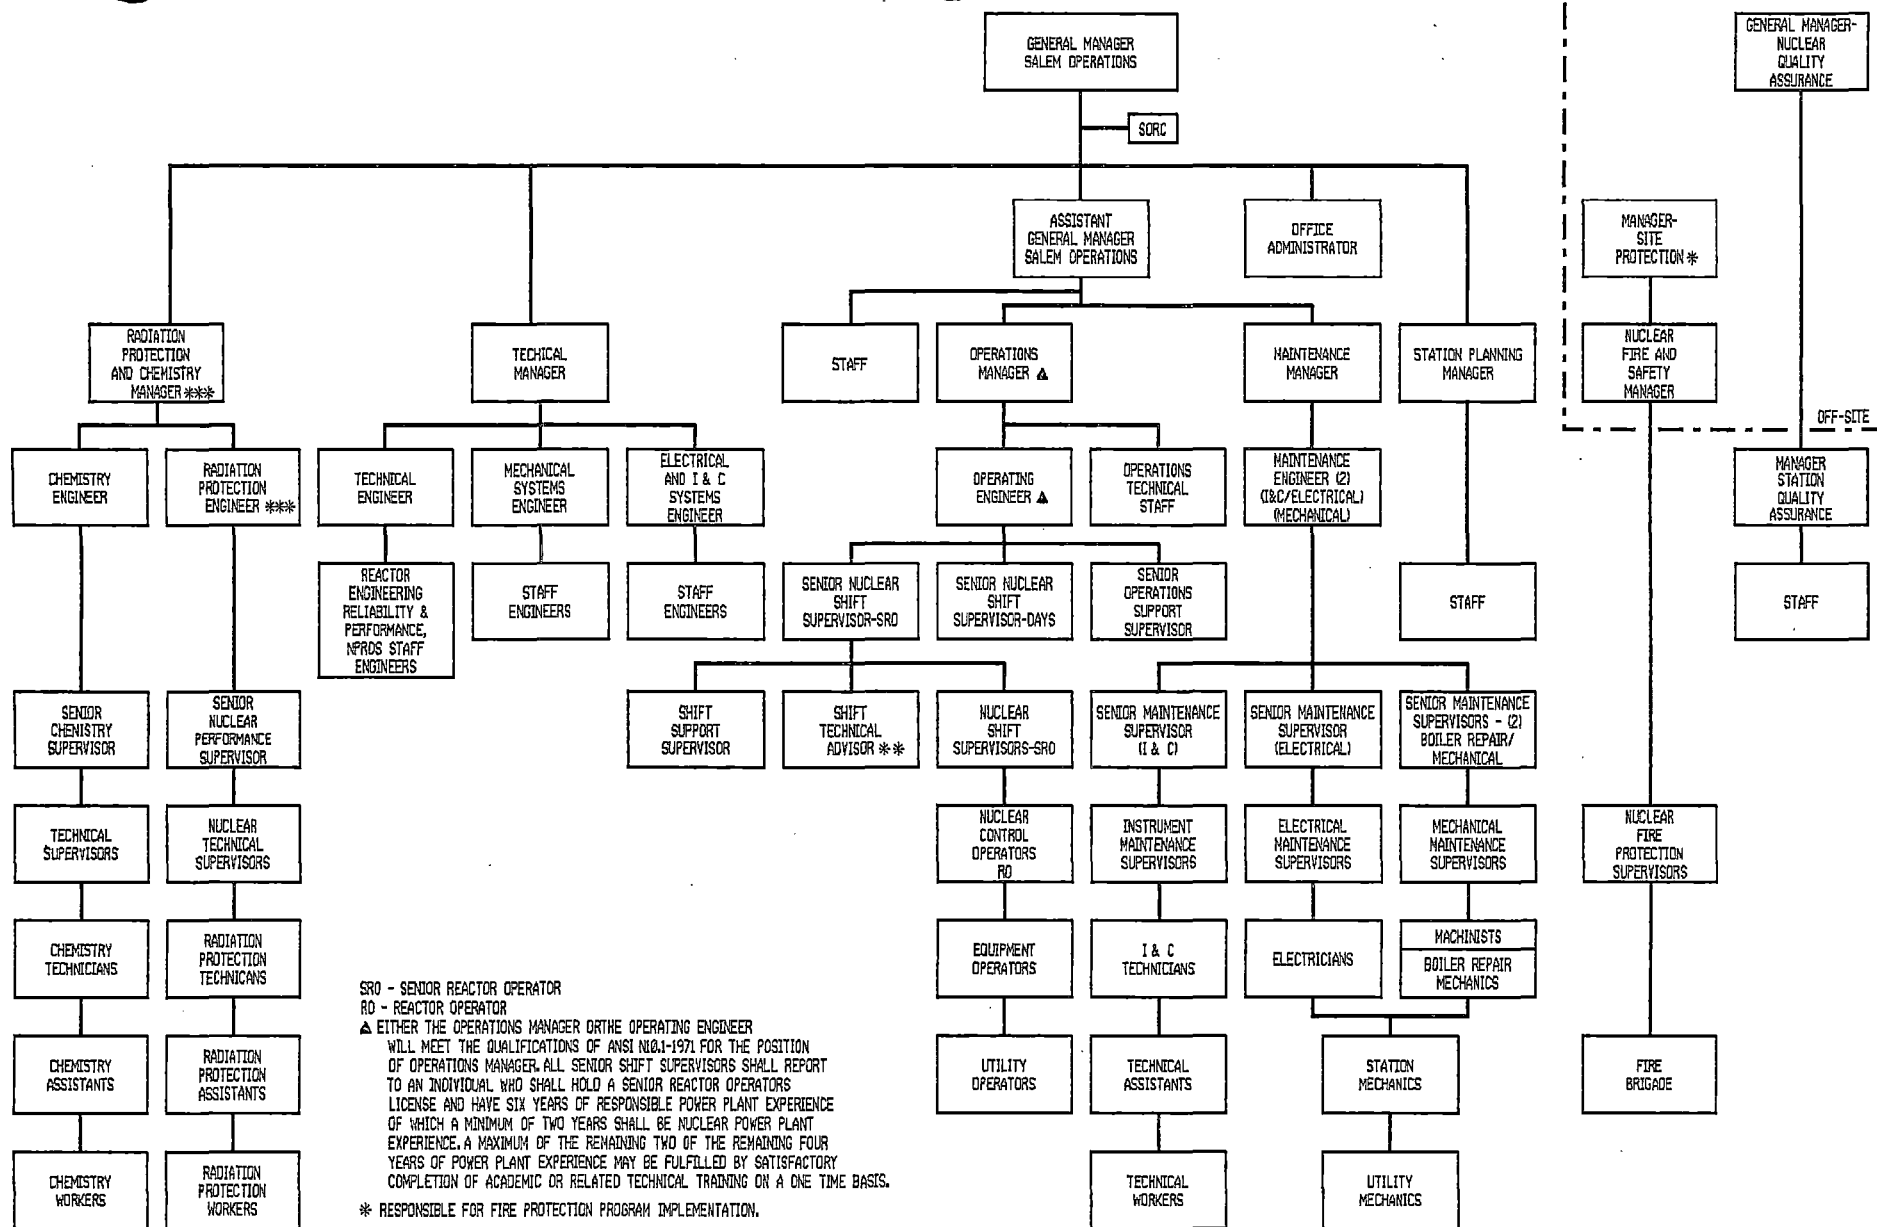 GENERAL MANAGER
SALEM OPERATIONS
GENERAL MANAGER-
NUCLEAR
QUALITY
ASSURANCE
SORC
ASSISTANT
GENERAL MANAGER
SALEM OPERATIONS
OFFICE
ADMINISTRATOR
MANAGER-
SITE
PROTECTION *
RADIATION
PROTECTION
AND CHEMISTRY
MANAGER ***
TECHICAL
MANAGER
STAFF
OPERATIONS
MANAGER ▲
MAINTENANCE
MANAGER
STATION PLANNING
MANAGER
NUCLEAR
FIRE AND
SAFETY
MANAGER
OFF-SITE
CHEMISTRY
ENGINEER
RADIATION
PROTECTION
ENGINEER ***
TECHNICAL
ENGINEER
MECHANICAL
SYSTEMS
ENGINEER
ELECTRICAL
AND I & C
SYSTEMS
ENGINEER
OPERATING
ENGINEER ▲
OPERATIONS
TECHNICAL
STAFF
MAINTENANCE
ENGINEER (2)
(I&C/ELECTRICAL)
(MECHANICAL)
MANAGER
STATION
QUALITY
ASSURANCE
REACTOR
ENGINEERING
RELIABILITY &
PERFORMANCE,
NPRDS STAFF
ENGINEERS
STAFF
ENGINEERS
STAFF
ENGINEERS
SENIOR NUCLEAR
SHIFT
SUPERVISOR-SRO
SENIOR NUCLEAR
SHIFT
SUPERVISOR-DAYS
SENIOR
OPERATIONS
SUPPORT
SUPERVISOR
STAFF
STAFF
SENIOR
CHEMISTRY
SUPERVISOR
SENIOR
NUCLEAR
PERFORMANCE
SUPERVISOR
SHIFT
SUPPORT
SUPERVISOR
SHIFT
TECHNICAL
ADVISOR **
NUCLEAR
SHIFT
SUPERVISORS-SRO
SENIOR MAINTENANCE
SUPERVISOR
(I & C)
SENIOR MAINTENANCE
SUPERVISOR
(ELECTRICAL)
SENIOR MAINTENANCE
SUPERVISORS - (2)
BOILER REPAIR/
MECHANICAL
TECHNICAL
SUPERVISORS
NUCLEAR
TECHNICAL
SUPERVISORS
NUCLEAR
CONTROL
OPERATORS
RO
INSTRUMENT
MAINTENANCE
SUPERVISORS
ELECTRICAL
MAINTENANCE
SUPERVISORS
MECHANICAL
MAINTENANCE
SUPERVISORS
NUCLEAR
FIRE
PROTECTION
SUPERVISORS
CHEMISTRY
TECHNICIANS
RADIATION
PROTECTION
TECHNICANS
EQUIPMENT
OPERATORS
I & C
TECHNICIANS
ELECTRICIANS
MACHINISTS
BOILER REPAIR
MECHANICS
CHEMISTRY
ASSISTANTS
RADIATION
PROTECTION
ASSISTANTS
UTILITY
OPERATORS
TECHNICAL
ASSISTANTS
STATION
MECHANICS
FIRE
BRIGADE
CHEMISTRY
WORKERS
RADIATION
PROTECTION
WORKERS
TECHNICAL
WORKERS
UTILITY
MECHANICS
SRO - SENIOR REACTOR OPERATOR
RO - REACTOR OPERATOR
▲ EITHER THE OPERATIONS MANAGER ORTHE OPERATING ENGINEER
WILL MEET THE QUALIFICATIONS OF ANSI N10.1-1971 FOR THE POSITION
OF OPERATIONS MANAGER. ALL SENIOR SHIFT SUPERVISORS SHALL REPORT
TO AN INDIVIDUAL WHO SHALL HOLD A SENIOR REACTOR OPERATORS
LICENSE AND HAVE SIX YEARS OF RESPONSIBLE POWER PLANT EXPERIENCE
OF WHICH A MINIMUM OF TWO YEARS SHALL BE NUCLEAR POWER PLANT
EXPERIENCE. A MAXIMUM OF THE REMAINING TWO OF THE REMAINING FOUR
YEARS OF POWER PLANT EXPERIENCE MAY BE FULFILLED BY SATISFACTORY
COMPLETION OF ACADEMIC OR RELATED TECHNICAL TRAINING ON A ONE TIME BASIS.
* RESPONSIBLE FOR FIRE PROTECTION PROGRAM IMPLEMENTATION.